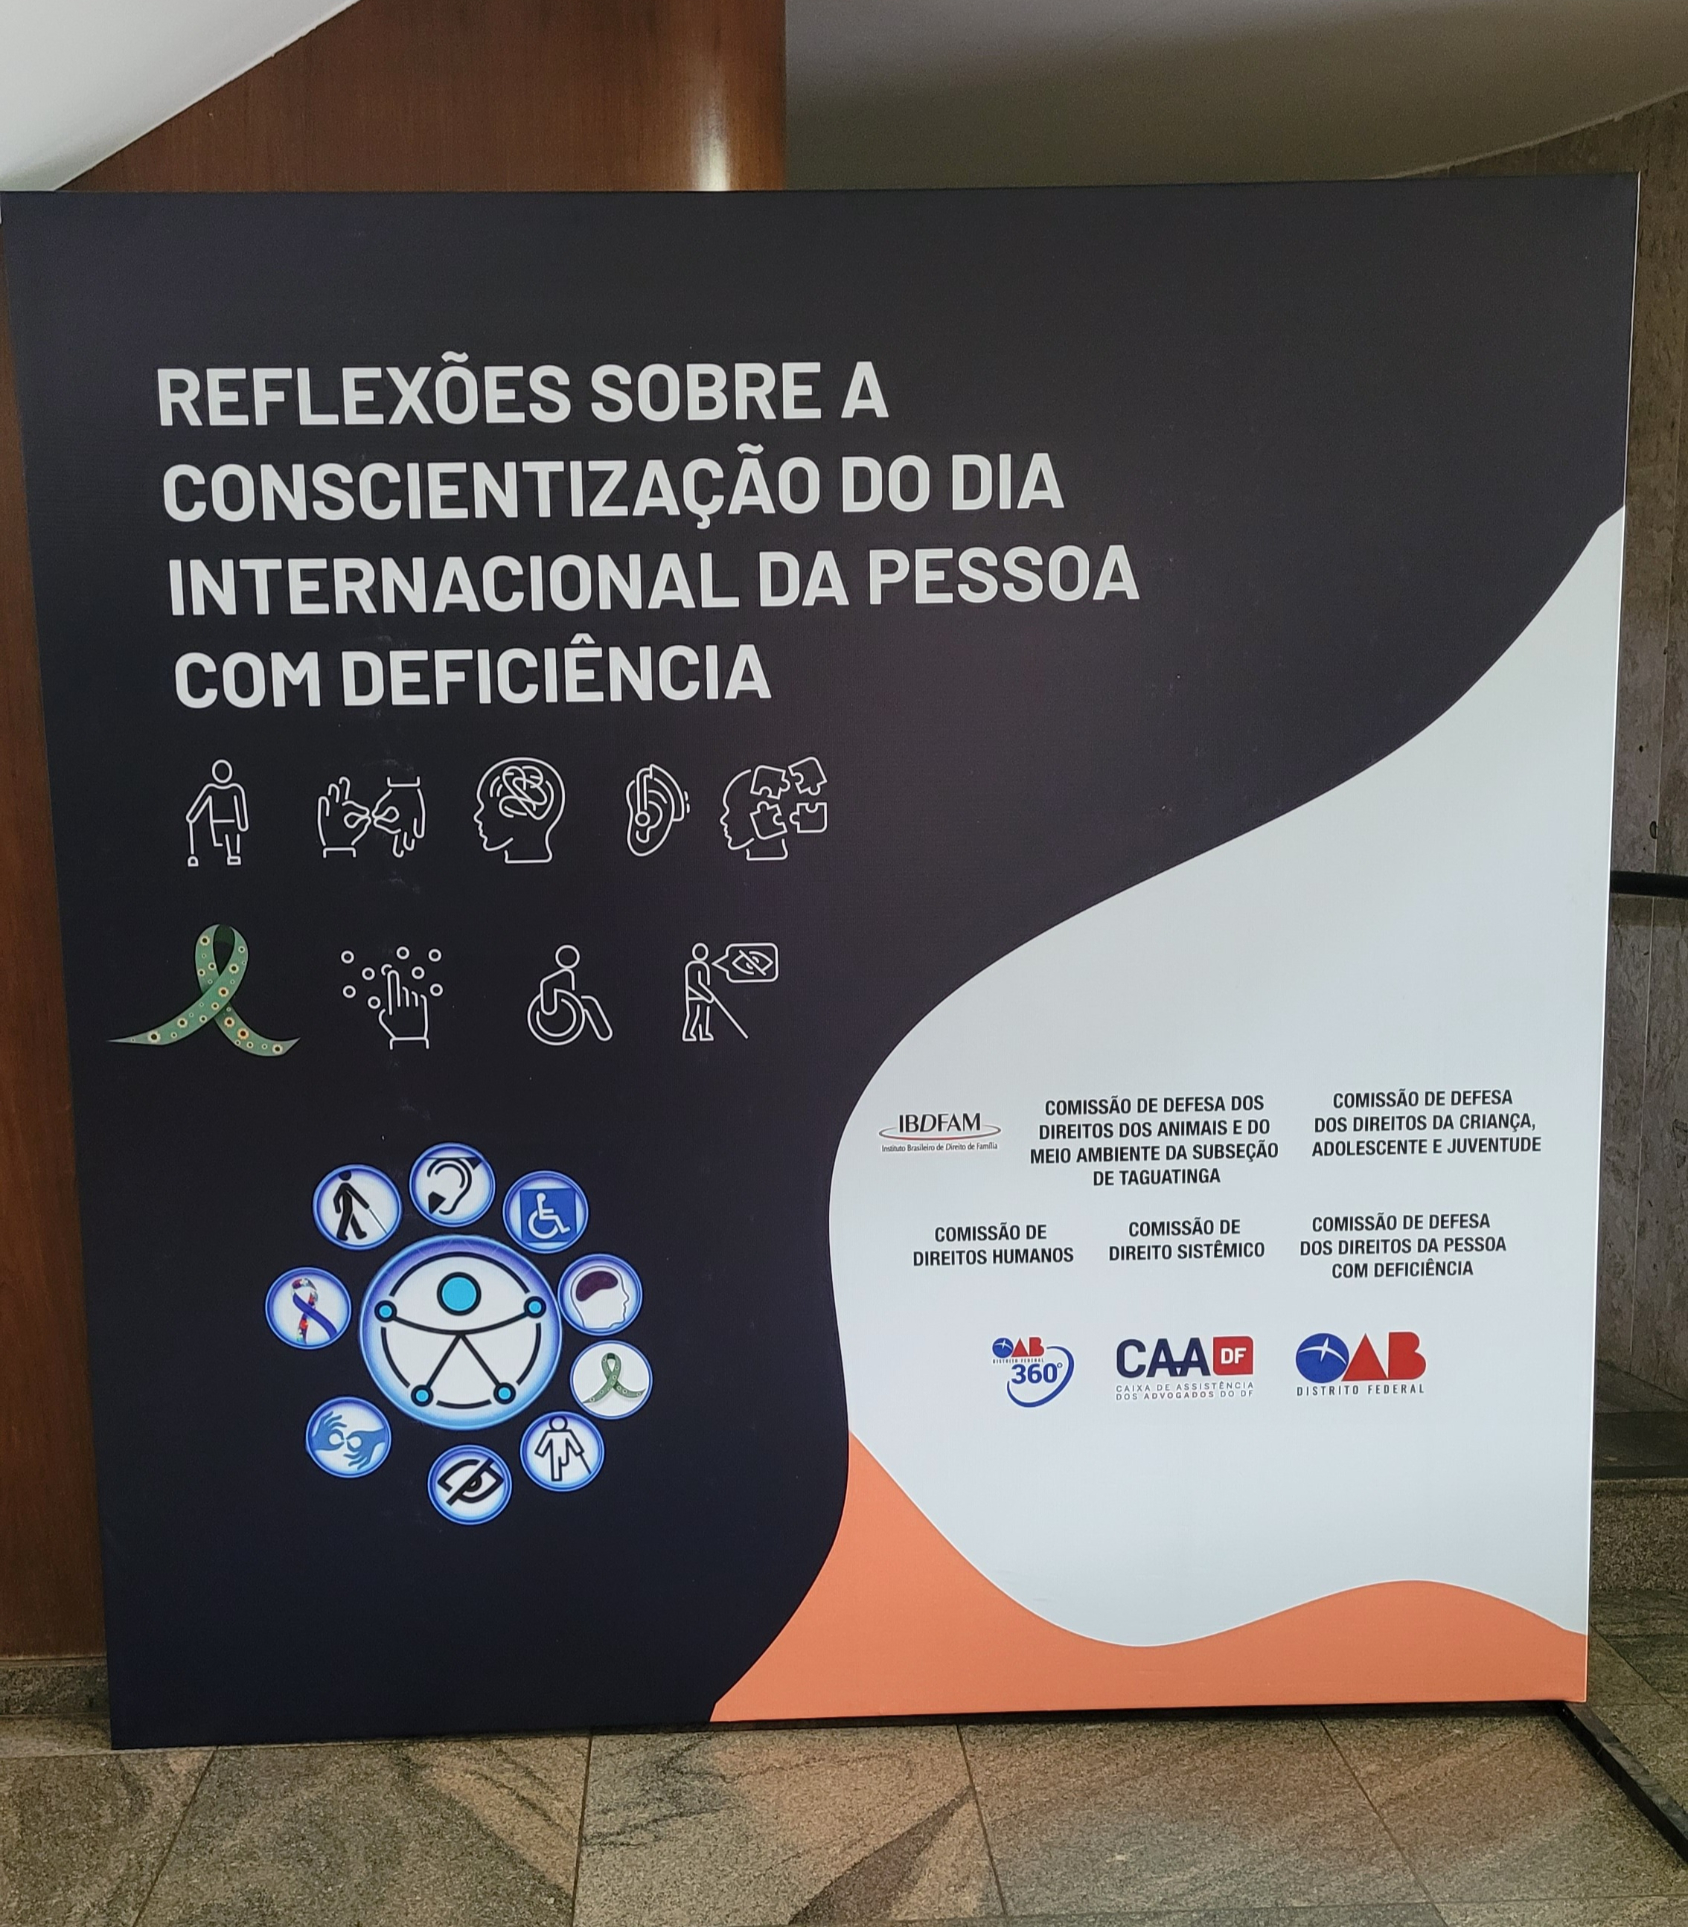 REFLEXÕES SOBRE A
CONSCIENTIZAÇÃO DO DIA
INTERNACIONAL DA PESSOA
COM DEFICIÊNCIA
IBDFAM
Instituto Brasileiro de Direito de Família
COMISSÃO DE DEFESA DOS
DIREITOS DOS ANIMAIS E DO
MEIO AMBIENTE DA SUBSEÇÃO
DE TAGUATINGA
COMISSÃO DE DEFESA
DOS DIREITOS DA CRIANÇA,
ADOLESCENTE E JUVENTUDE
COMISSÃO DE
DIREITOS HUMANOS
COMISSÃO DE
DIREITO SISTÊMICO
COMISSÃO DE DEFESA
DOS DIREITOS DA PESSOA
COM DEFICIÊNCIA
OAB
DISTRITO FEDERAL
360°
CAA DF
CAIXA DE ASSISTÊNCIA
DOS ADVOGADOS DO DF
OAB
DISTRITO FEDERAL